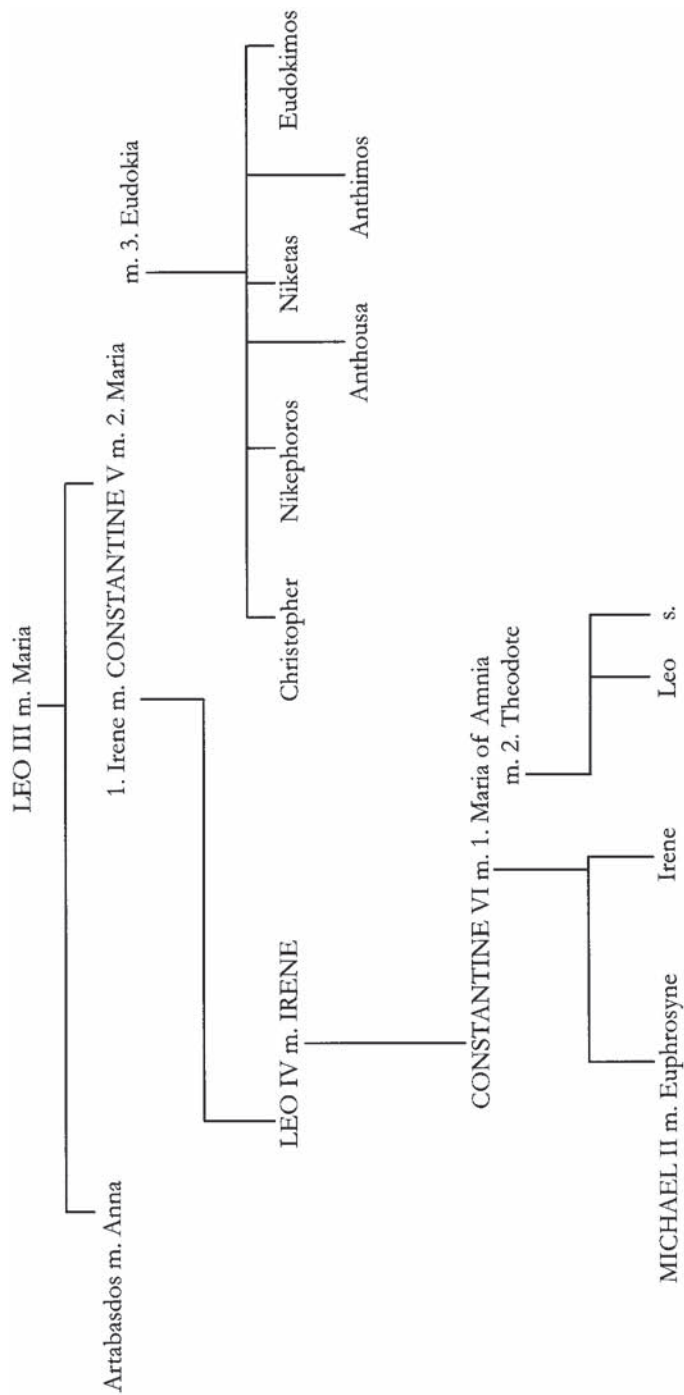 LEO III m. Maria
Artabasdos m. Anna
1. Irene m. CONSTANTINE V m. 2. Maria
m. 3. Eudokia
LEO IV m. IRENE
Christopher
Nikephoros
Niketas
Eudokimos
Anthousa
Anthimos
CONSTANTINE VI m. 1. Maria of Amnia
m. 2. Theodote
MICHAEL II m. Euphrosyne
Irene
Leo
s.